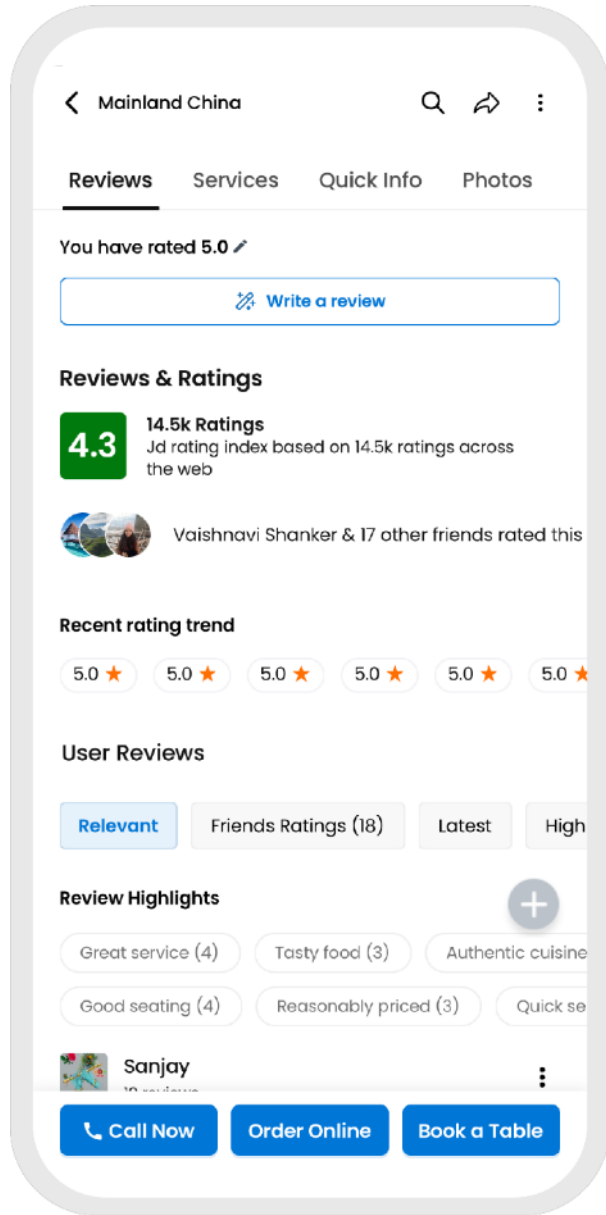 Mainland China
Reviews Services Quick Info Photos
You have rated 5.0
Write a review
Reviews & Ratings
4.3
14.5k Ratings
Jd rating index based on 14.5k ratings across
the web
Vaishnavi Shanker & 17 other friends rated this
Recent rating trend
5.0 ★ 5.0 ★ 5.0 ★ 5.0 ★ 5.0 ★ 5.0 ★
User Reviews
Relevant Friends Ratings (18) Latest High
Review Highlights
Great service (4) Tasty food (3) Authentic cuisine
Good seating (4) Reasonably priced (3) Quick se
Sanjay
Call Now Order Online Book a Table